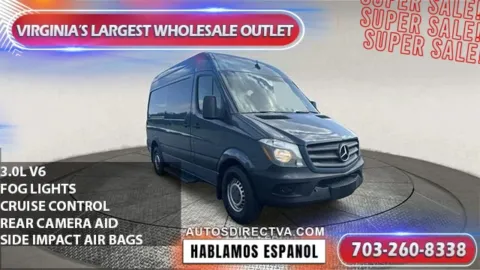 VIRGINIA'S LARGEST WHOLESALE OUTLET
SUPER SALE!
SUPER SALE!
SUPER SALE!
3.0L V6
FOG LIGHTS
CRUISE CONTROL
REAR CAMERA AID
SIDE IMPACT AIR BAGS
AUTOSDIRECTVA.COM
HABLAMOS ESPANOL
703-260-8338